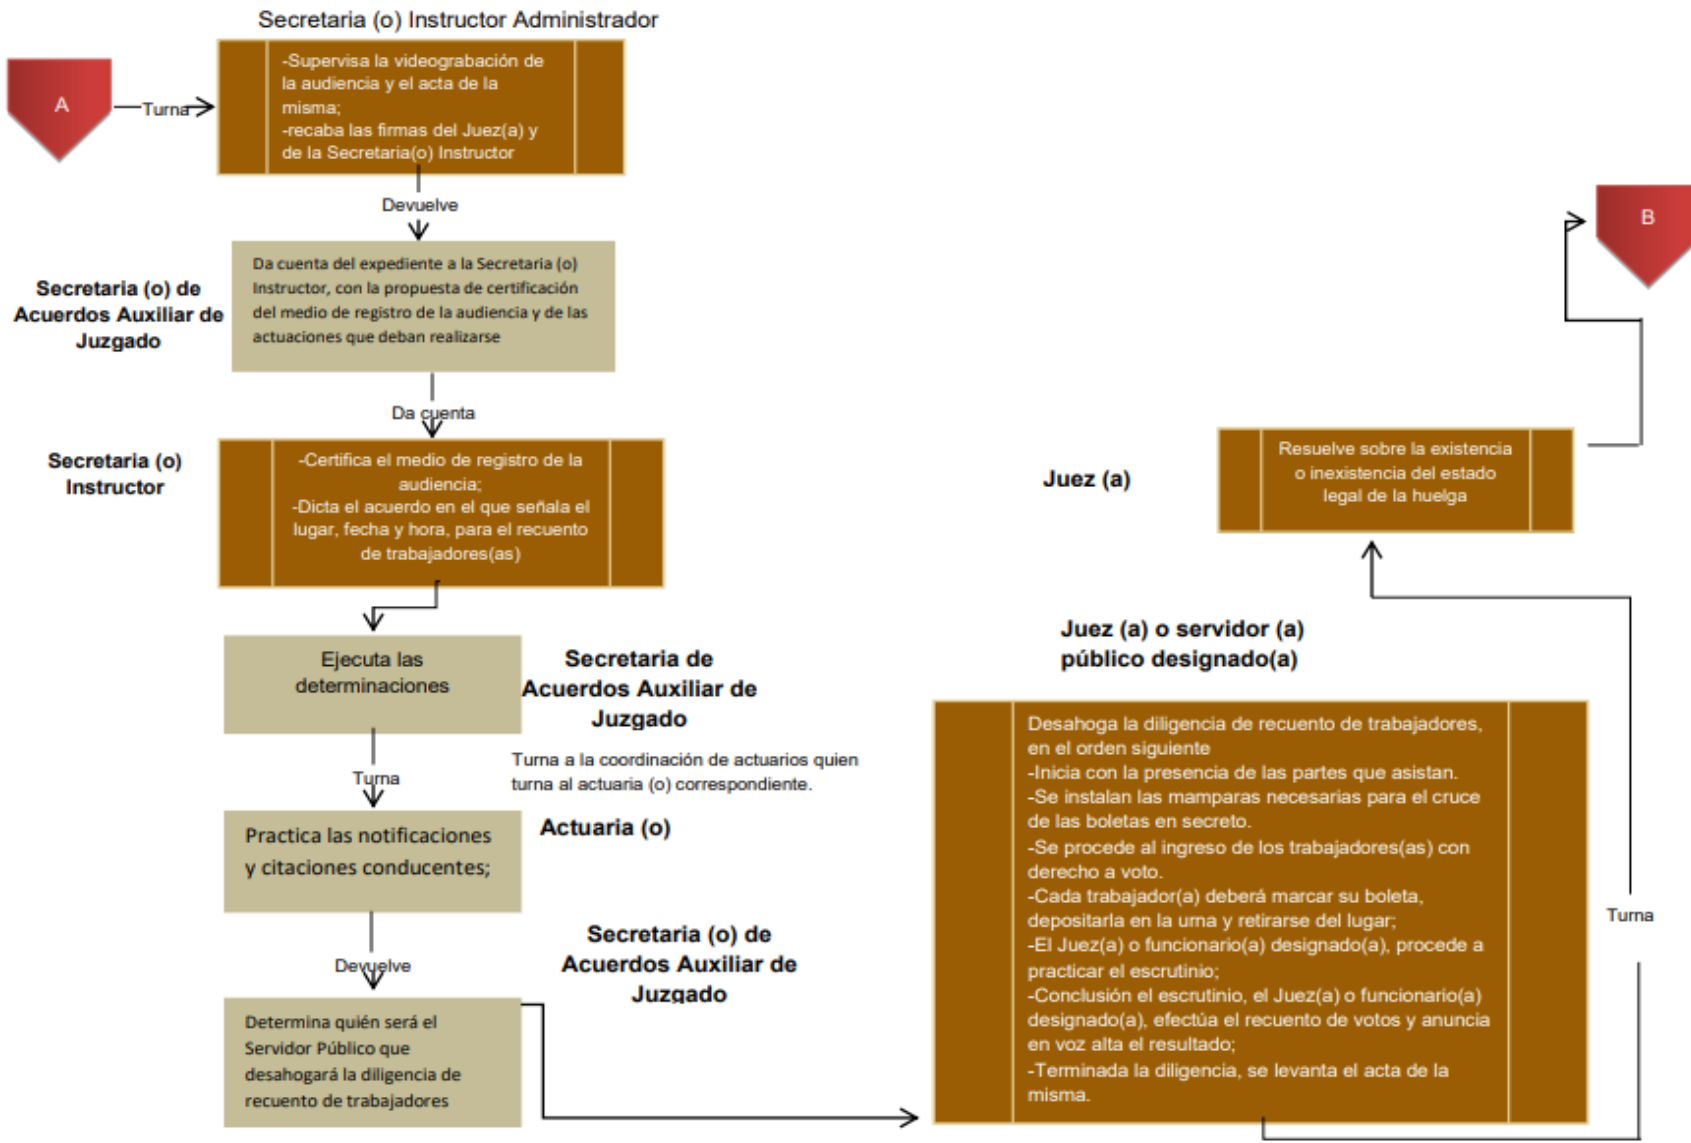 Secretaria (o) Instructor Administrador
A
Turna
-Supervisa la videograbación de
la audiencia y el acta de la
misma;
-recaba las firmas del Juez(a) y
de la Secretaria(o) Instructor
Devuelve
Secretaria (o) de
Acuerdos Auxiliar de
Juzgado
Da cuenta del expediente a la Secretaria (o)
Instructor, con la propuesta de certificación
del medio de registro de la audiencia y de las
actuaciones que deban realizarse
Da cuenta
Secretaria (o)
Instructor
-Certifica el medio de registro de la
audiencia;
-Dicta el acuerdo en el que señala el
lugar, fecha y hora, para el recuento
de trabajadores(as)
Ejecuta las
determinaciones
Secretaria de
Acuerdos Auxiliar de
Juzgado
Turna a la coordinación de actuarios quien
turna al actuaria (o) correspondiente.
Turna
Practica las notificaciones
y citaciones conducentes;
Actuaria (o)
Devuelve
Secretaria (o) de
Acuerdos Auxiliar de
Juzgado
Determina quién será el
Servidor Público que
desahogará la diligencia de
recuento de trabajadores
Juez (a) o servidor (a)
público designado(a)
Desahoga la diligencia de recuento de trabajadores,
en el orden siguiente
-Inicia con la presencia de las partes que asistan.
-Se instalan las mamparas necesarias para el cruce
de las boletas en secreto.
-Se procede al ingreso de los trabajadores(as) con
derecho a voto.
-Cada trabajador(a) deberá marcar su boleta,
depositarla en la urna y retirarse del lugar;
-El Juez(a) o funcionario(a) designado(a), procede a
practicar el escrutinio;
-Conclusión el escrutinio, el Juez(a) o funcionario(a)
designado(a), efectúa el recuento de votos y anuncia
en voz alta el resultado;
-Terminada la diligencia, se levanta el acta de la
misma.
Turna
Juez (a)
Resuelve sobre la existencia
o inexistencia del estado
legal de la huelga
B